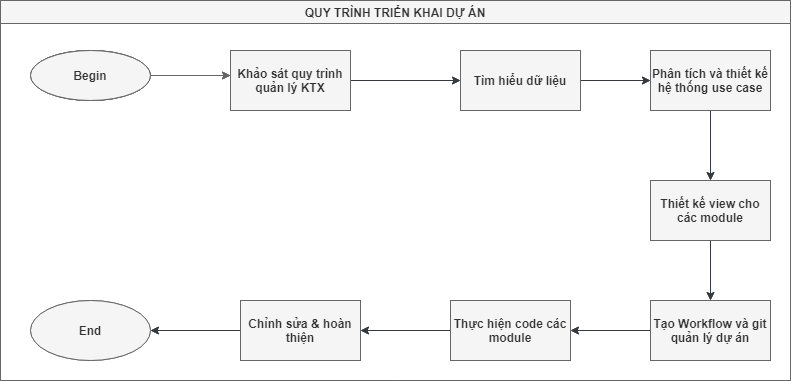 QUY TRÌNH TRIỂN KHAI DỰ ÁN
Begin
Khảo sát quy trình
quản lý KTX
Tìm hiểu dữ liệu
Phân tích và thiết kế
hệ thống use case
Thiết kế view cho
các module
Tạo Workflow và git
quản lý dự án
Thực hiện code các
module
Chỉnh sửa & hoàn
thiện
End